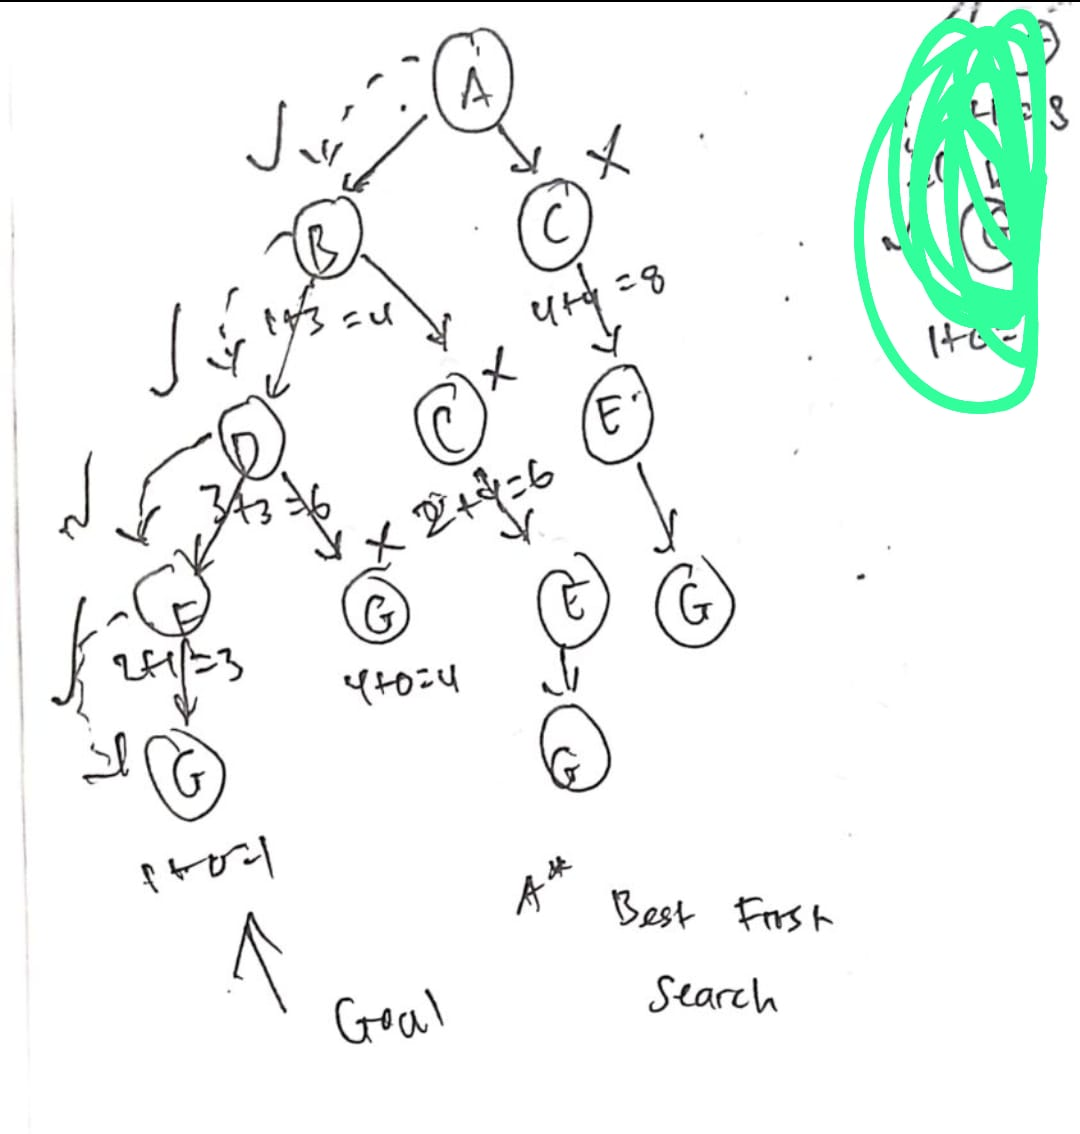 A
B
C
1+3=4
4+4=8
D
C
E
3+3=6
2+4=6
E
G
E
G
2+1=3
4+0=4
G
G
1+0=1
A* Best First
Search
Goal